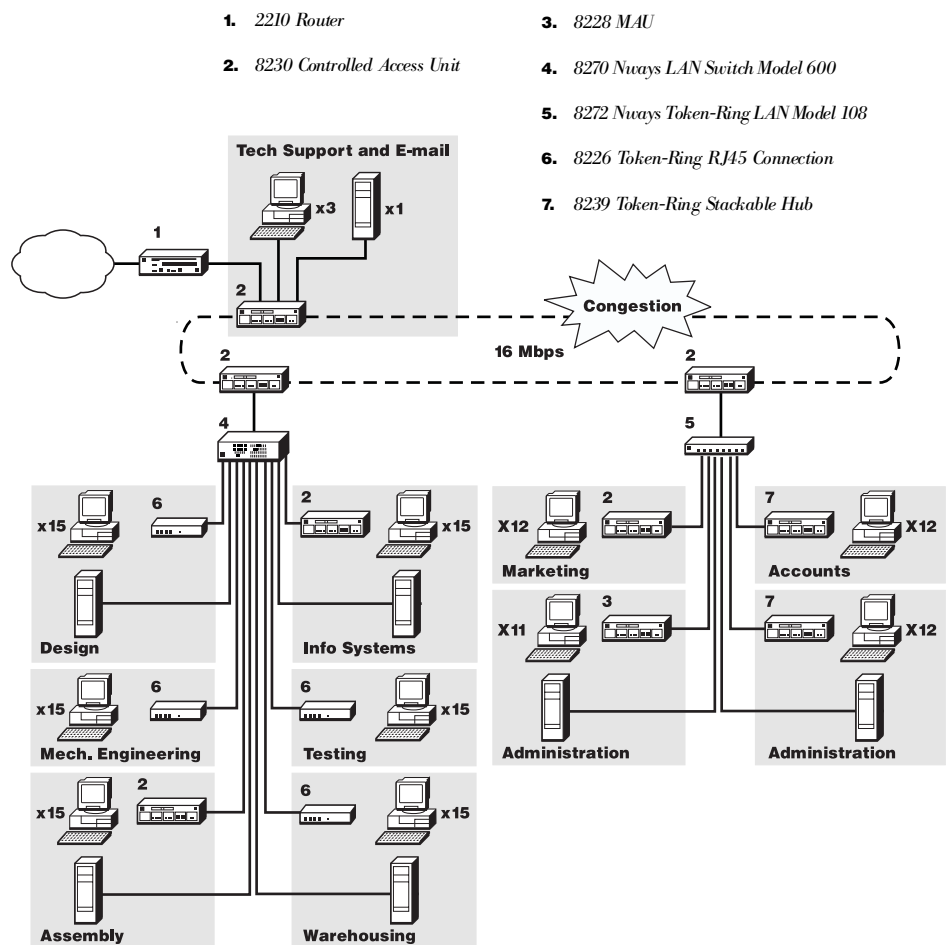 1. 2210 Router
2. 8230 Controlled Access Unit
3. 8228 MAU
4. 8270 Nways LAN Switch Model 600
5. 8272 Nways Token-Ring LAN Model 108
6. 8226 Token-Ring RJ45 Connection
7. 8239 Token-Ring Stackable Hub
Tech Support and E-mail
x3
x1
1
2
Congestion
16 Mbps
2
2
4
5
x15
6
Design
2
x15
Info Systems
X12
2
Marketing
7
X12
Accounts
X11
3
Administration
7
X12
Administration
x15
6
Mech. Engineering
6
x15
Testing
x15
2
Assembly
6
x15
Warehousing